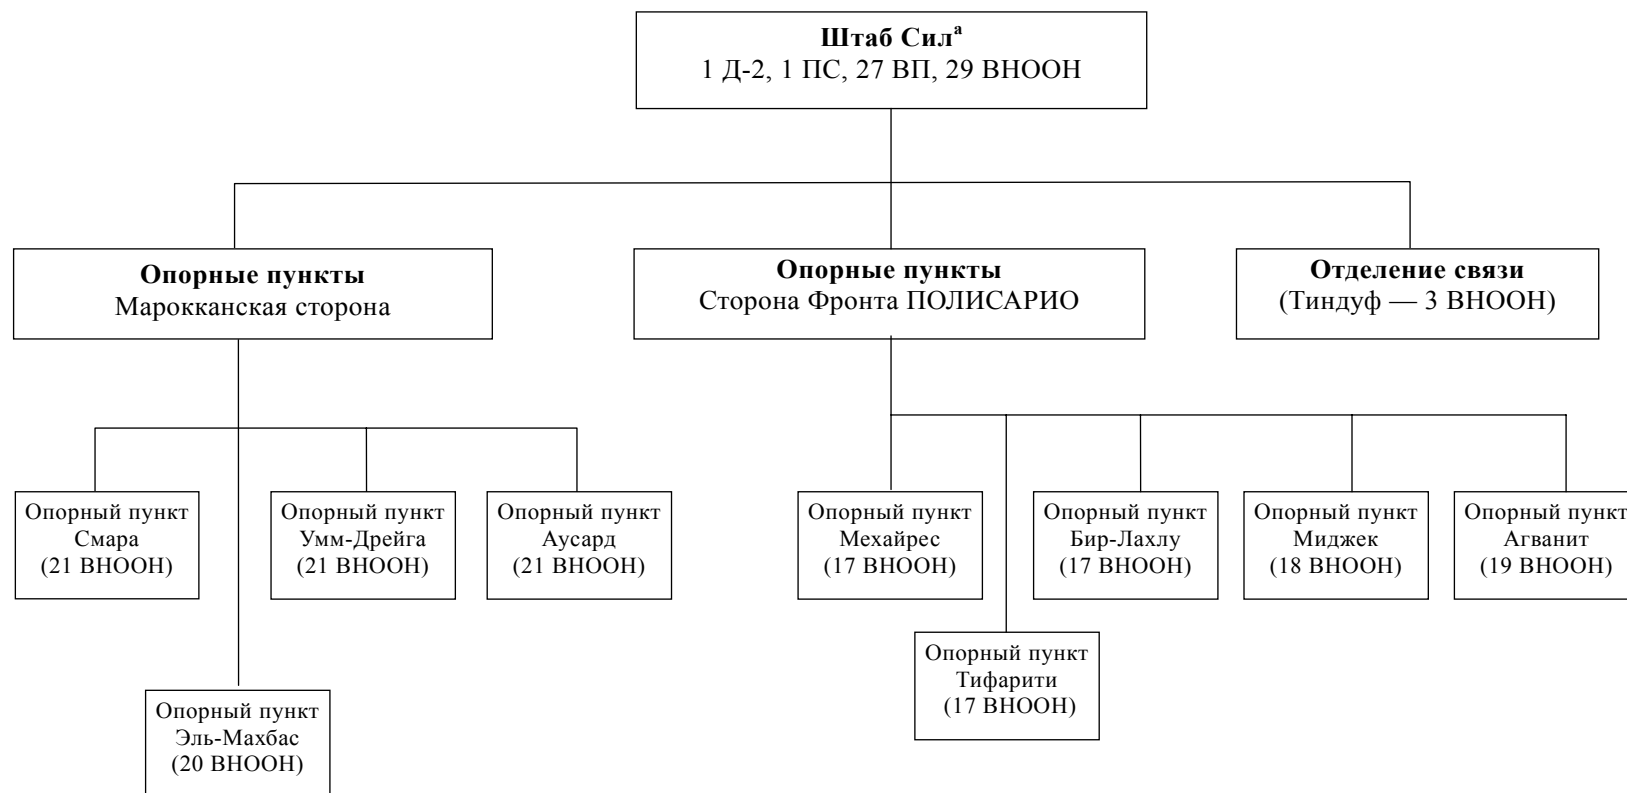 Штаб Силᵃ
1 Д-2, 1 ПС, 27 ВП, 29 ВНООН
Опорные пункты
Марокканская сторона
Опорные пункты
Сторона Фронта ПОЛИСАРИО
Отделение связи
(Тиндуф — 3 ВНООН)
Опорный пункт
Смара
(21 ВНООН)
Опорный пункт
Умм-Дрейга
(21 ВНООН)
Опорный пункт
Аусард
(21 ВНООН)
Опорный пункт
Мехайрес
(17 ВНООН)
Опорный пункт
Бир-Лахлу
(17 ВНООН)
Опорный пункт
Миджек
(18 ВНООН)
Опорный пункт
Агванит
(19 ВНООН)
Опорный пункт
Эль-Махбас
(20 ВНООН)
Опорный пункт
Тифарити
(17 ВНООН)